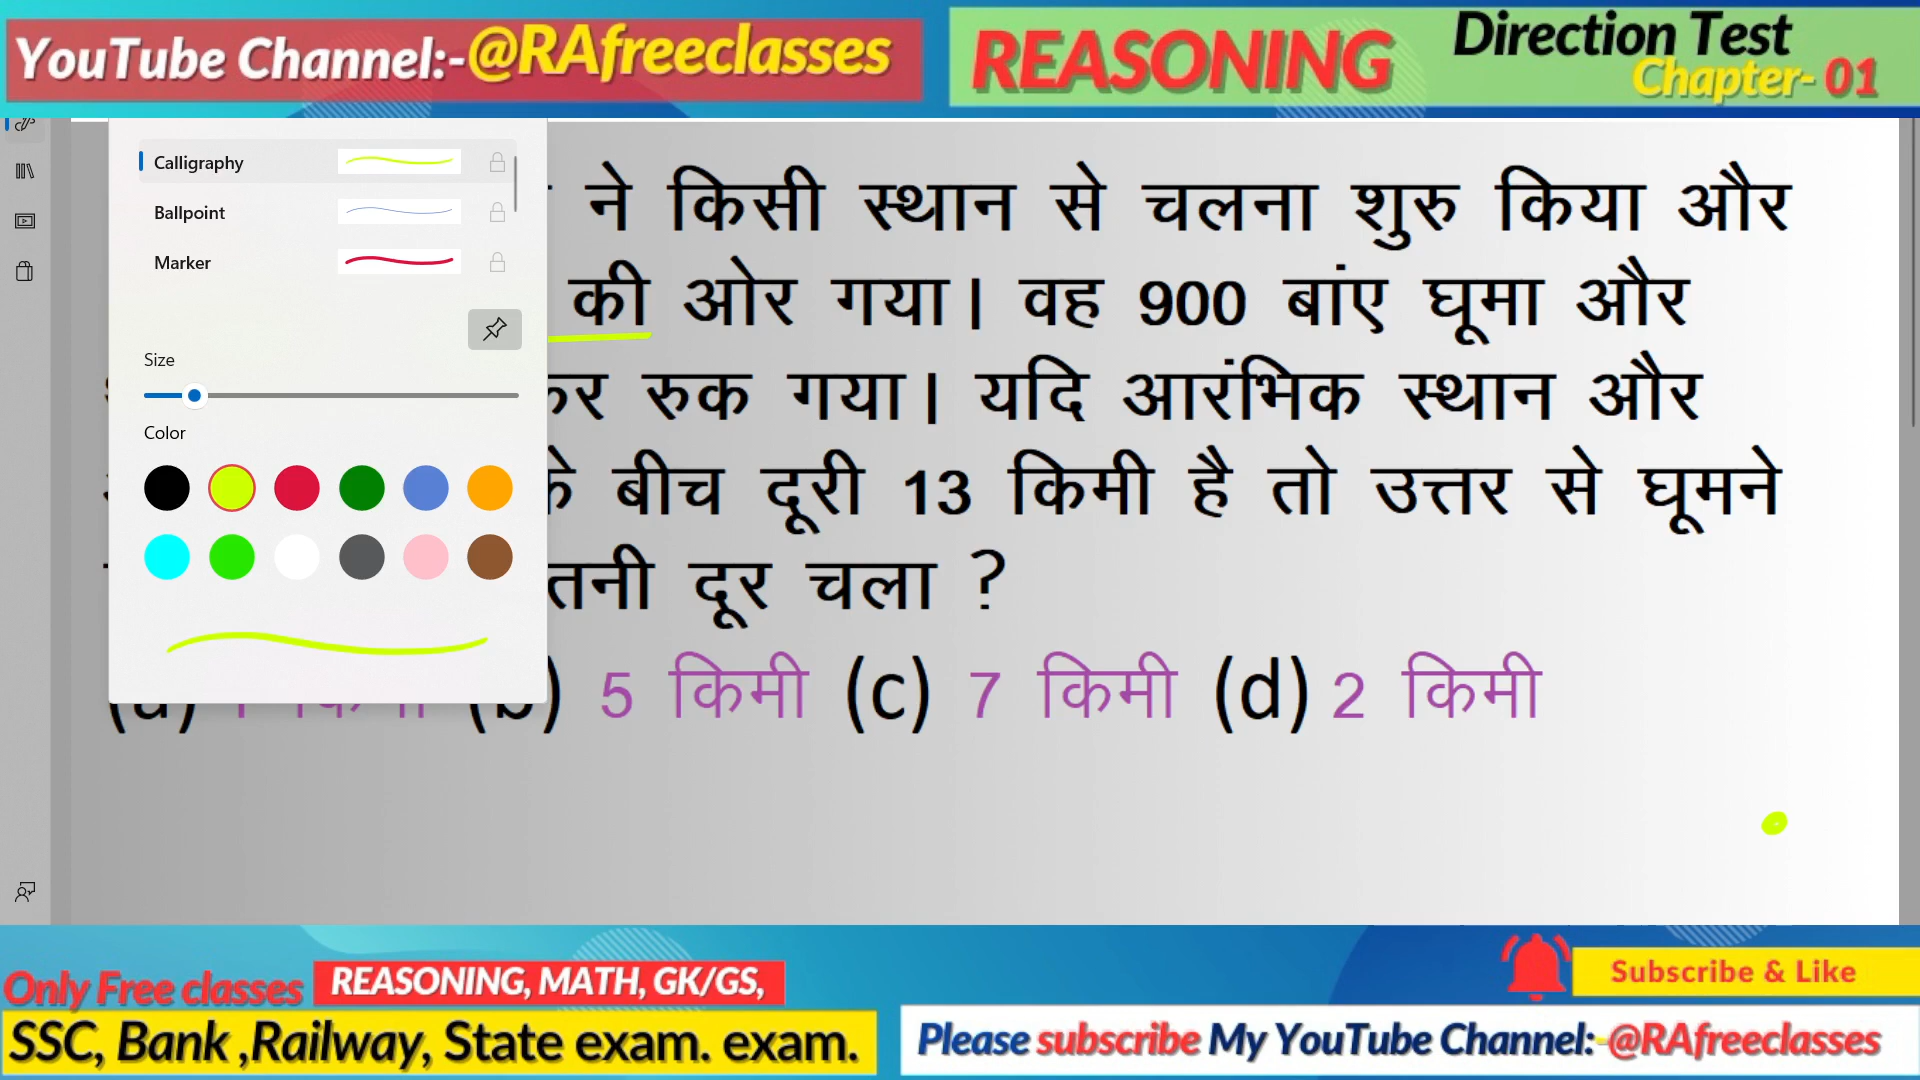 YouTube Channel:-@RAfreeclasses
REASONING
Direction Test
Chapter- 01
Calligraphy
Ballpoint
Marker
Size
Color
ने किसी स्थान से चलना शुरु किया और
की ओर गया। वह 900 बांए घूमा और
रुक गया। यदि आरंभिक स्थान और
बीच दूरी 13 किमी है तो उत्तर से घूमने
दूर चला ?
(a) (b) 5 किमी (c) 7 किमी (d) 2 किमी
Only Free classes
REASONING, MATH, GK/GS,
SSC, Bank ,Railway, State exam. exam.
Subscribe & Like
Please subscribe My YouTube Channel:-@RAfreeclasses